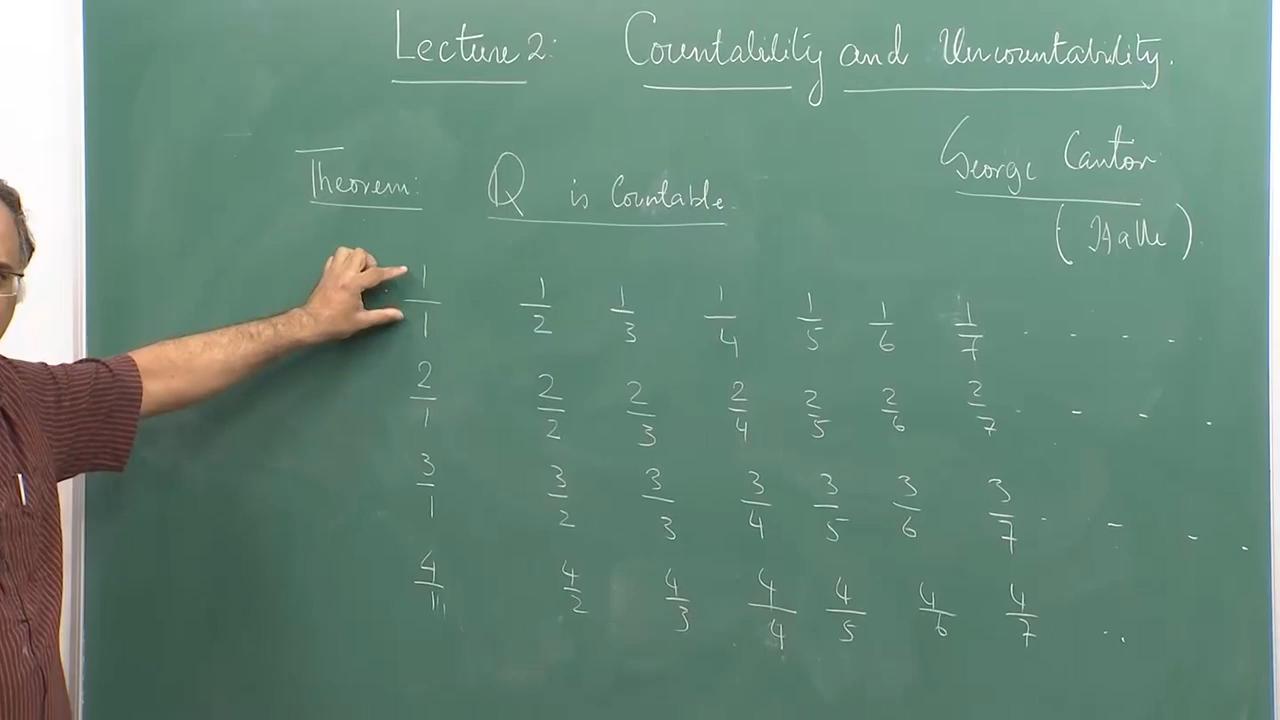 Lecture 2: Countability and Uncountability.
George Cantor
(Halle)
Theorem: Q is Countable.
1/1 1/2 1/3 1/4 1/5 1/6 1/7 . . . .
2/1 2/2 2/3 2/4 2/5 2/6 2/7 . - . .
3/1 3/2 3/3 3/4 3/5 3/6 3/7 . - . .
4/1 4/2 4/3 4/4 4/5 4/6 4/7 ..